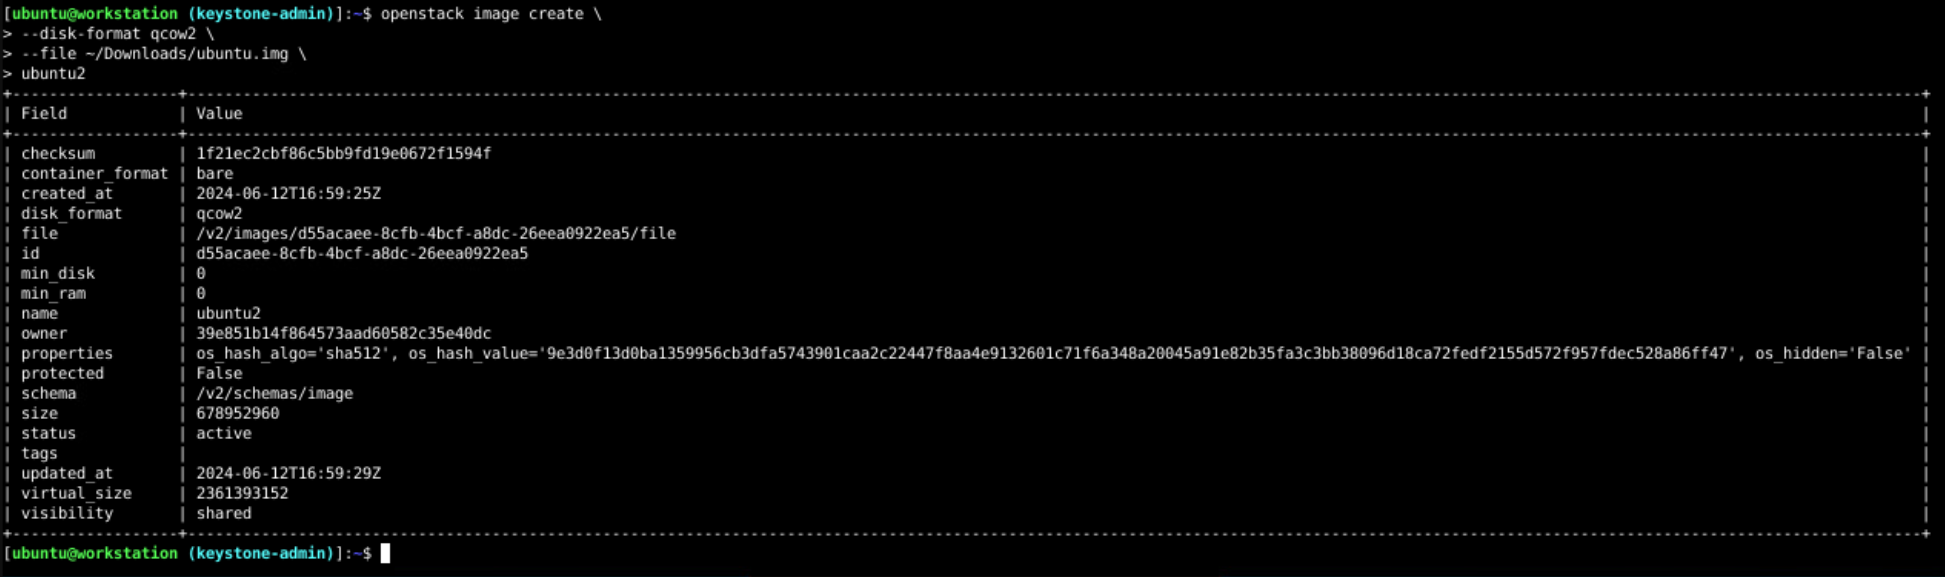 [ubuntu@workstation (keystone-admin)]:~$ openstack image create \
> --disk-format qcow2 \
> --file ~/Downloads/ubuntu.img \
> ubuntu2
| Field | Value |
| checksum | 1f21ec2cbf86c5bb9fd19e0672f1594f |
| container_format | bare |
| created_at | 2024-06-12T16:59:25Z |
| disk_format | qcow2 |
| file | /v2/images/d55acaee-8cfb-4bcf-a8dc-26eea0922ea5/file |
| id | d55acaee-8cfb-4bcf-a8dc-26eea0922ea5 |
| min_disk | 0 |
| min_ram | 0 |
| name | ubuntu2 |
| owner | 39e851b14f864573aad60582c35e40dc |
| properties | os_hash_algo='sha512', os_hash_value='9e3d0f13d0ba1359956cb3dfa5743901caa2c22447f8aa4e9132601c71f6a348a20045a91e82b35fa3c3bb38096d18ca72fedf2155d572f957fdec528a86ff47', os_hidden='False' |
| protected | False |
| schema | /v2/schemas/image |
| size | 678952960 |
| status | active |
| tags | |
| updated_at | 2024-06-12T16:59:29Z |
| virtual_size | 2361393152 |
| visibility | shared |
[ubuntu@workstation (keystone-admin)]:~$